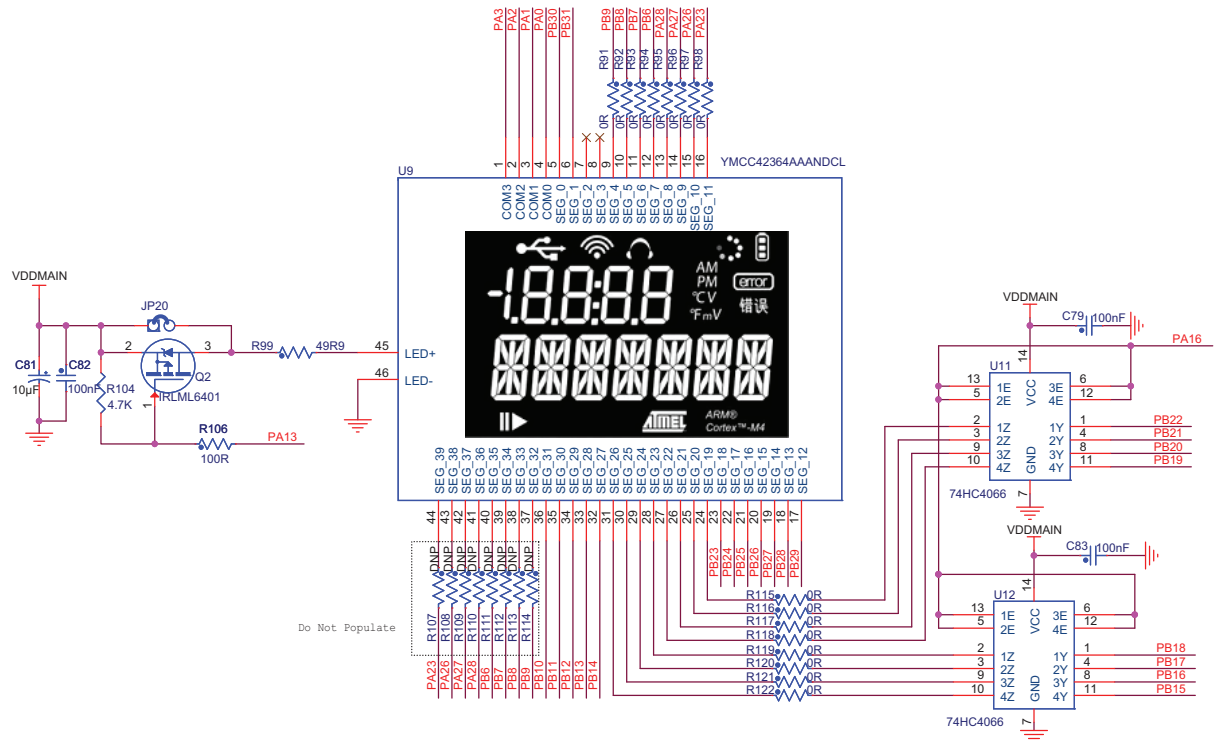 PA3 PA2 PA1 PA0 PB30 PB31 PB9 PB8 PB7 PB6 PA28 PA27 PA26 PA23
R91 R92 R93 R94 R95 R96 R97 R98
0R 0R 0R 0R 0R 0R 0R 0R
1 2 3 4 5 6 7 8 9 10 11 12 13 14 15 16
YMCC42364AAANDCL
U9
COM3 COM2 COM1 COM0 SEG_0 SEG_1 SEG_2 SEG_3 SEG_4 SEG_5 SEG_6 SEG_7 SEG_8 SEG_9 SEG_10 SEG_11
-18:8:8
AM
PM
°C V
°F mV
error
错误
ATMEL
ARM®
Cortex™-M4
VDDMAIN
JP20
2 3
R99 49R9
45 LED+
46 LED-
C81
10µF
C82
100nF
R104
4.7K
Q2
IRLML6401
1
R106
100R
PA13
SEG_39 SEG_38 SEG_37 SEG_36 SEG_35 SEG_34 SEG_33 SEG_32 SEG_31 SEG_30 SEG_29 SEG_28 SEG_27 SEG_26 SEG_25 SEG_24 SEG_23 SEG_22 SEG_21 SEG_20 SEG_19 SEG_18 SEG_17 SEG_16 SEG_15 SEG_14 SEG_13 SEG_12
44 43 42 41 40 39 38 37 36 35 34 33 32 31 30 29 28 27 26 25 24 23 22 21 20 19 18 17
DNP DNP DNP DNP DNP DNP DNP DNP
R107 R108 R109 R110 R111 R112 R113 R114
Do Not Populate
PA23 PA26 PA27 PA28 PB6 PB7 PB8 PB9 PB10 PB11 PB12 PB13 PB14
PB23 PB24 PB25 PB26 PB27 PB28 PB29
R115 0R
R116 0R
R117 0R
R118 0R
R119 0R
R120 0R
R121 0R
R122 0R
VDDMAIN
C79 100nF
PA16
U11
14
13 1E VCC 3E 6
5 2E 4E 12
2 1Z 1Y 1 PB22
3 2Z 2Y 4 PB21
9 3Z GND 3Y 8 PB20
10 4Z 4Y 11 PB19
7
74HC4066
VDDMAIN
C83 100nF
U12
14
13 1E VCC 3E 6
5 2E 4E 12
2 1Z 1Y 1 PB18
3 2Z 2Y 4 PB17
9 3Z GND 3Y 8 PB16
10 4Z 4Y 11 PB15
7
74HC4066